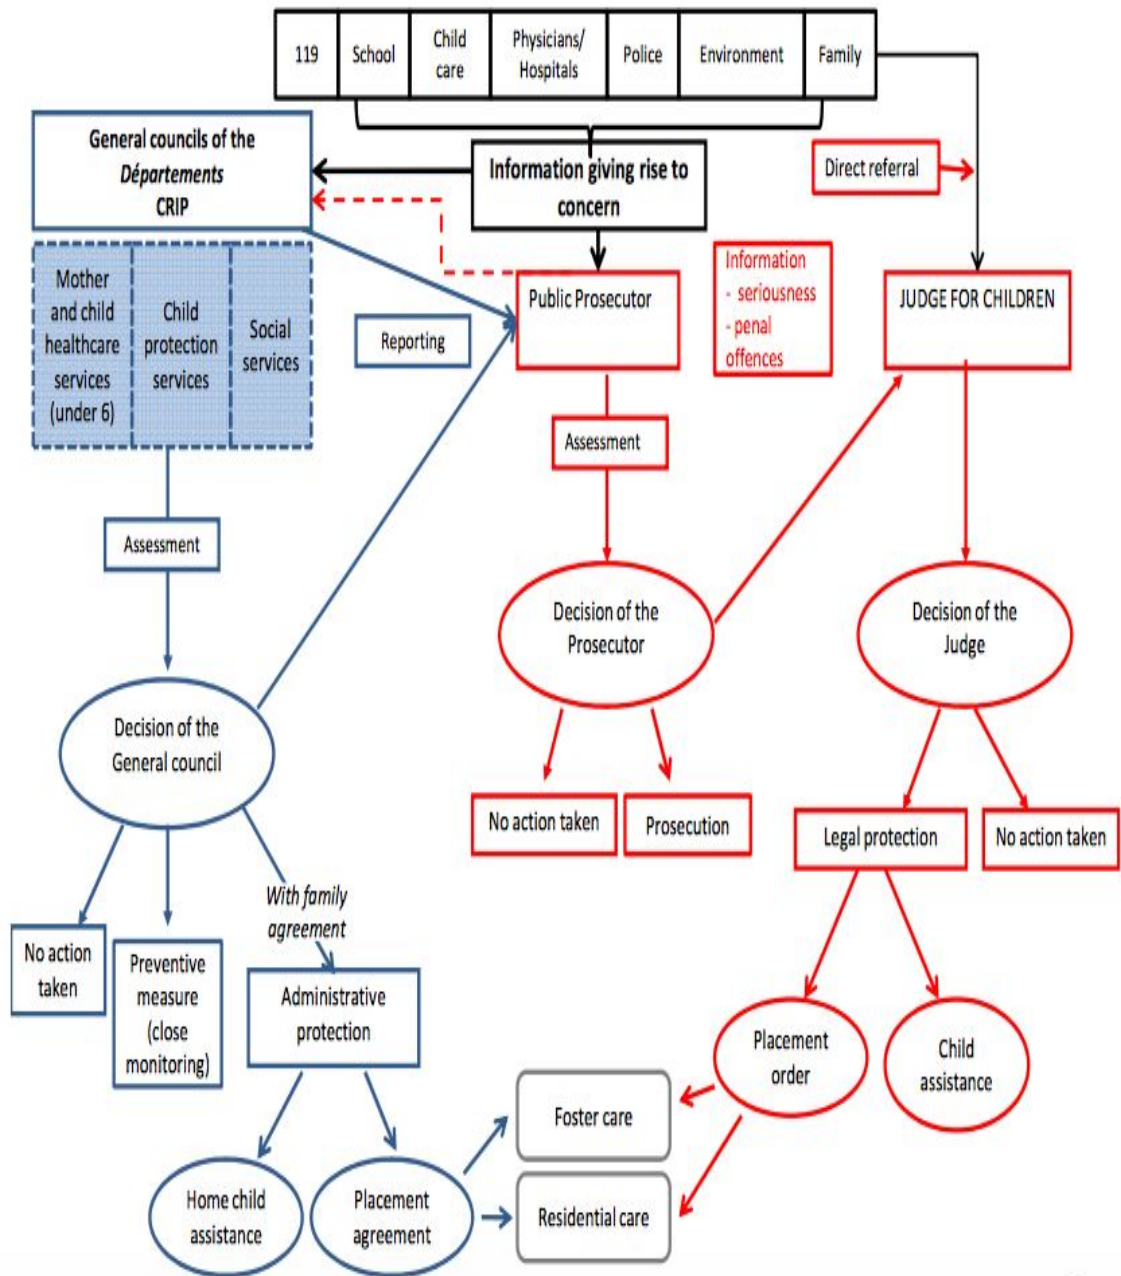 119
School
Child
care
Physicians/
Hospitals
Police
Environment
Family
General councils of the
Départements
CRIP
Information giving rise to
concern
Direct referral
Mother
and child
healthcare
services
(under 6)
Child
protection
services
Social
services
Reporting
Public Prosecutor
Information
- seriousness
- penal
offences
JUDGE FOR CHILDREN
Assessment
Assessment
Decision of the
Prosecutor
Decision of the
Judge
Decision of the
General council
No action taken
Prosecution
Legal protection
No action taken
With family
agreement
No action
taken
Preventive
measure
(close
monitoring)
Administrative
protection
Placement
order
Child
assistance
Foster care
Home child
assistance
Placement
agreement
Residential care